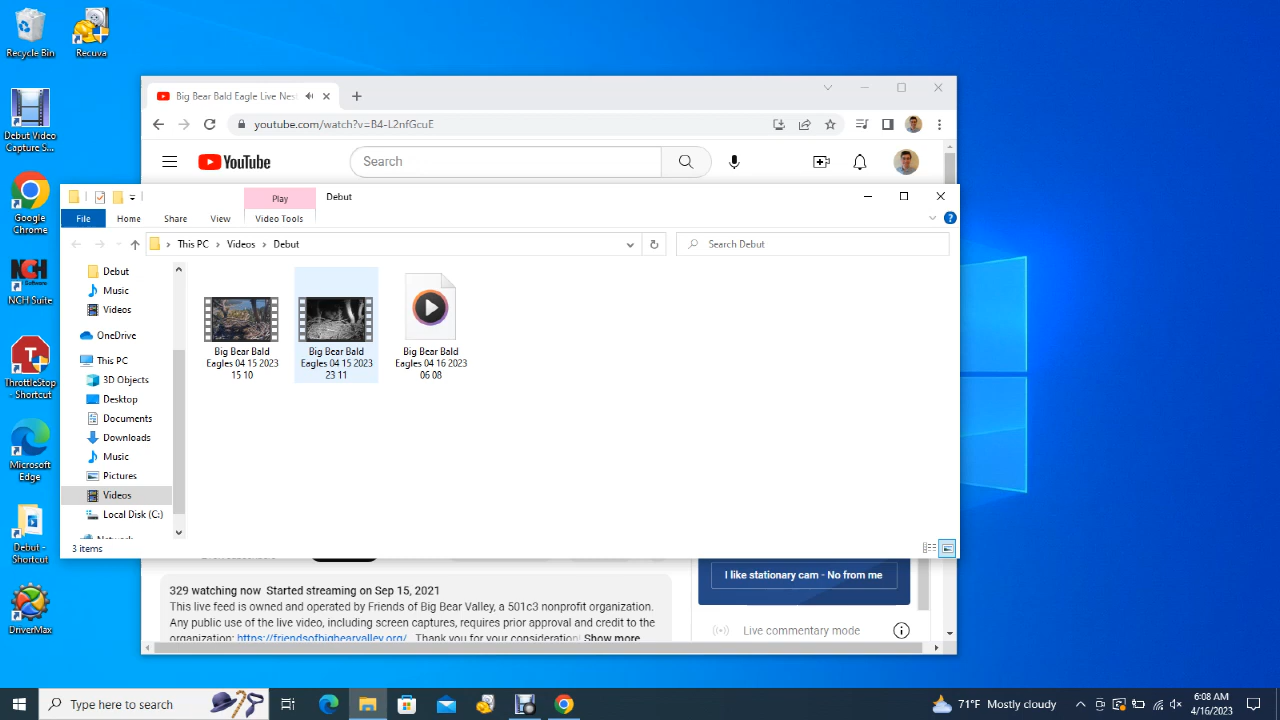 Recycle Bin
Recuva
Debut Video
Capture S...
Google
Chrome
NCH
Software
NCH Suite
ThrottleStop
- Shortcut
Microsoft
Edge
Debut -
Shortcut
DriverMax
Big Bear Bald Eagle Live Nes
youtube.com/watch?v=B4-L2nfGcuE
YouTube
Search
Play
Debut
File
Home
Share
View
Video Tools
This PC
Videos
Debut
Search Debut
Debut
Music
Videos
OneDrive
This PC
3D Objects
Desktop
Documents
Downloads
Music
Pictures
Videos
Local Disk (C:)
Network
Big Bear Bald
Eagles 04 15 2023
15 10
Big Bear Bald
Eagles 04 15 2023
23 11
Big Bear Bald
Eagles 04 16 2023
06 08
3 items
329 watching now Started streaming on Sep 15, 2021
This live feed is owned and operated by Friends of Big Bear Valley, a 501c3 nonprofit organization.
Any public use of the live video, including screen captures, requires prior approval and credit to the
organization: https://friendsofbigbearvalley.org/ . Thank you for your consideration! Show more
I like stationary cam - No from me
Live commentary mode
Type here to search
71°F Mostly cloudy
6:08 AM
4/16/2023